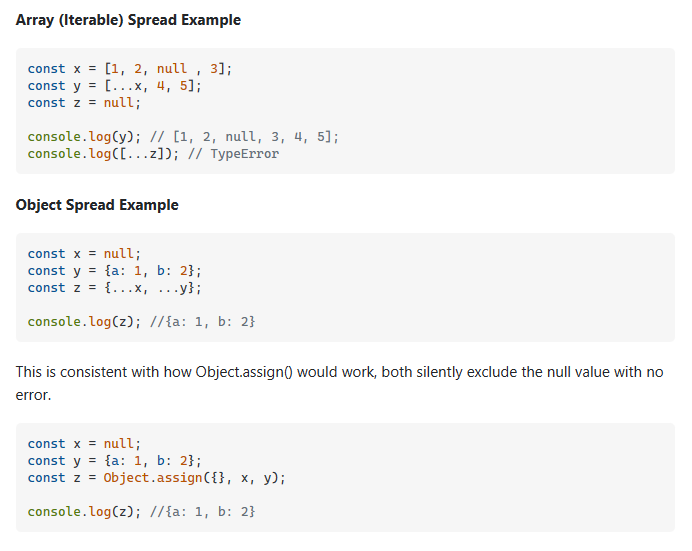 Array (Iterable) Spread Example
const x = [1, 2, null , 3];
const y = [...x, 4, 5];
const z = null;
console.log(y); // [1, 2, null, 3, 4, 5];
console.log([...z]); // TypeError
Object Spread Example
const x = null;
const y = {a: 1, b: 2};
const z = {...x, ...y};
console.log(z); //{a: 1, b: 2}
This is consistent with how Object.assign() would work, both silently exclude the null value with no
error.
const x = null;
const y = {a: 1, b: 2};
const z = Object.assign({}, x, y);
console.log(z); //{a: 1, b: 2}